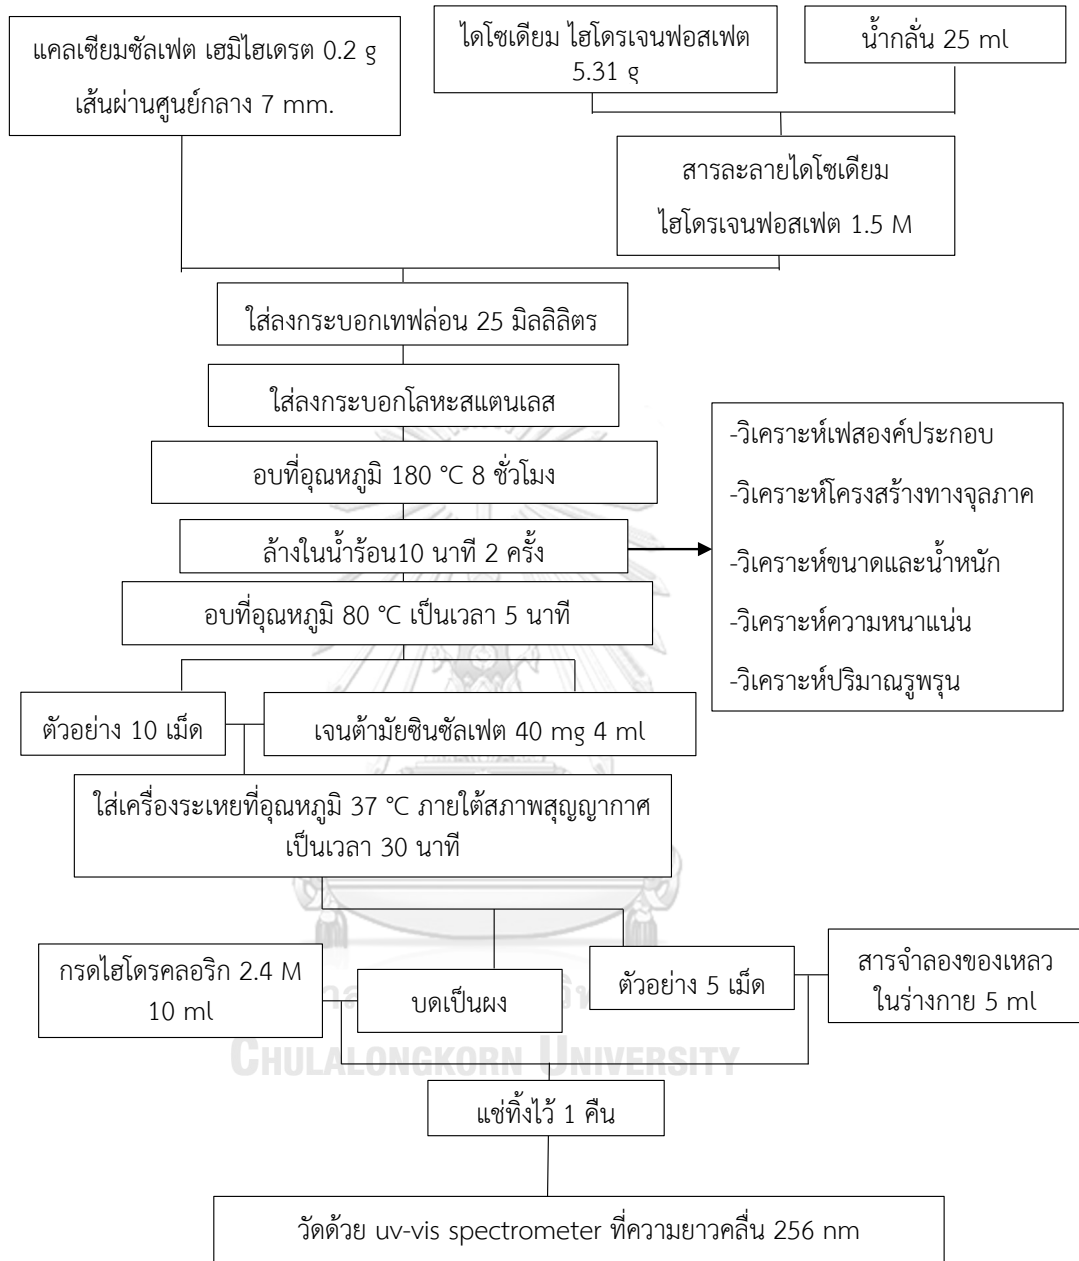 แคลเซียมซัลเฟต เฮมิไฮเดรต 0.2 g
เส้นผ่านศูนย์กลาง 7 mm.
ไดโซเดียม ไฮโดรเจนฟอสเฟต
5.31 g
น้ำกลั่น 25 ml
สารละลายไดโซเดียม
ไฮโดรเจนฟอสเฟต 1.5 M
ใส่ลงกระบอกเทฟล่อน 25 มิลลิลิตร
ใส่ลงกระบอกโลหะสแตนเลส
อบที่อุณหภูมิ 180 °C 8 ชั่วโมง
ล้างในน้ำร้อน10 นาที 2 ครั้ง
-วิเคราะห์เฟสองค์ประกอบ
-วิเคราะห์โครงสร้างทางจุลภาค
-วิเคราะห์ขนาดและน้ำหนัก
-วิเคราะห์ความหนาแน่น
-วิเคราะห์ปริมาณรูพรุน
อบที่อุณหภูมิ 80 °C เป็นเวลา 5 นาที
ตัวอย่าง 10 เม็ด
เจนต้ามัยซินซัลเฟต 40 mg 4 ml
ใส่เครื่องระเหยที่อุณหภูมิ 37 °C ภายใต้สภาพสุญญากาศ
เป็นเวลา 30 นาที
กรดไฮโดรคลอริก 2.4 M
10 ml
บดเป็นผง
ตัวอย่าง 5 เม็ด
สารจำลองของเหลว
ในร่างกาย 5 ml
CHULALONGKORN UNIVERSITY
แช่ทิ้งไว้ 1 คืน
วัดด้วย uv-vis spectrometer ที่ความยาวคลื่น 256 nm